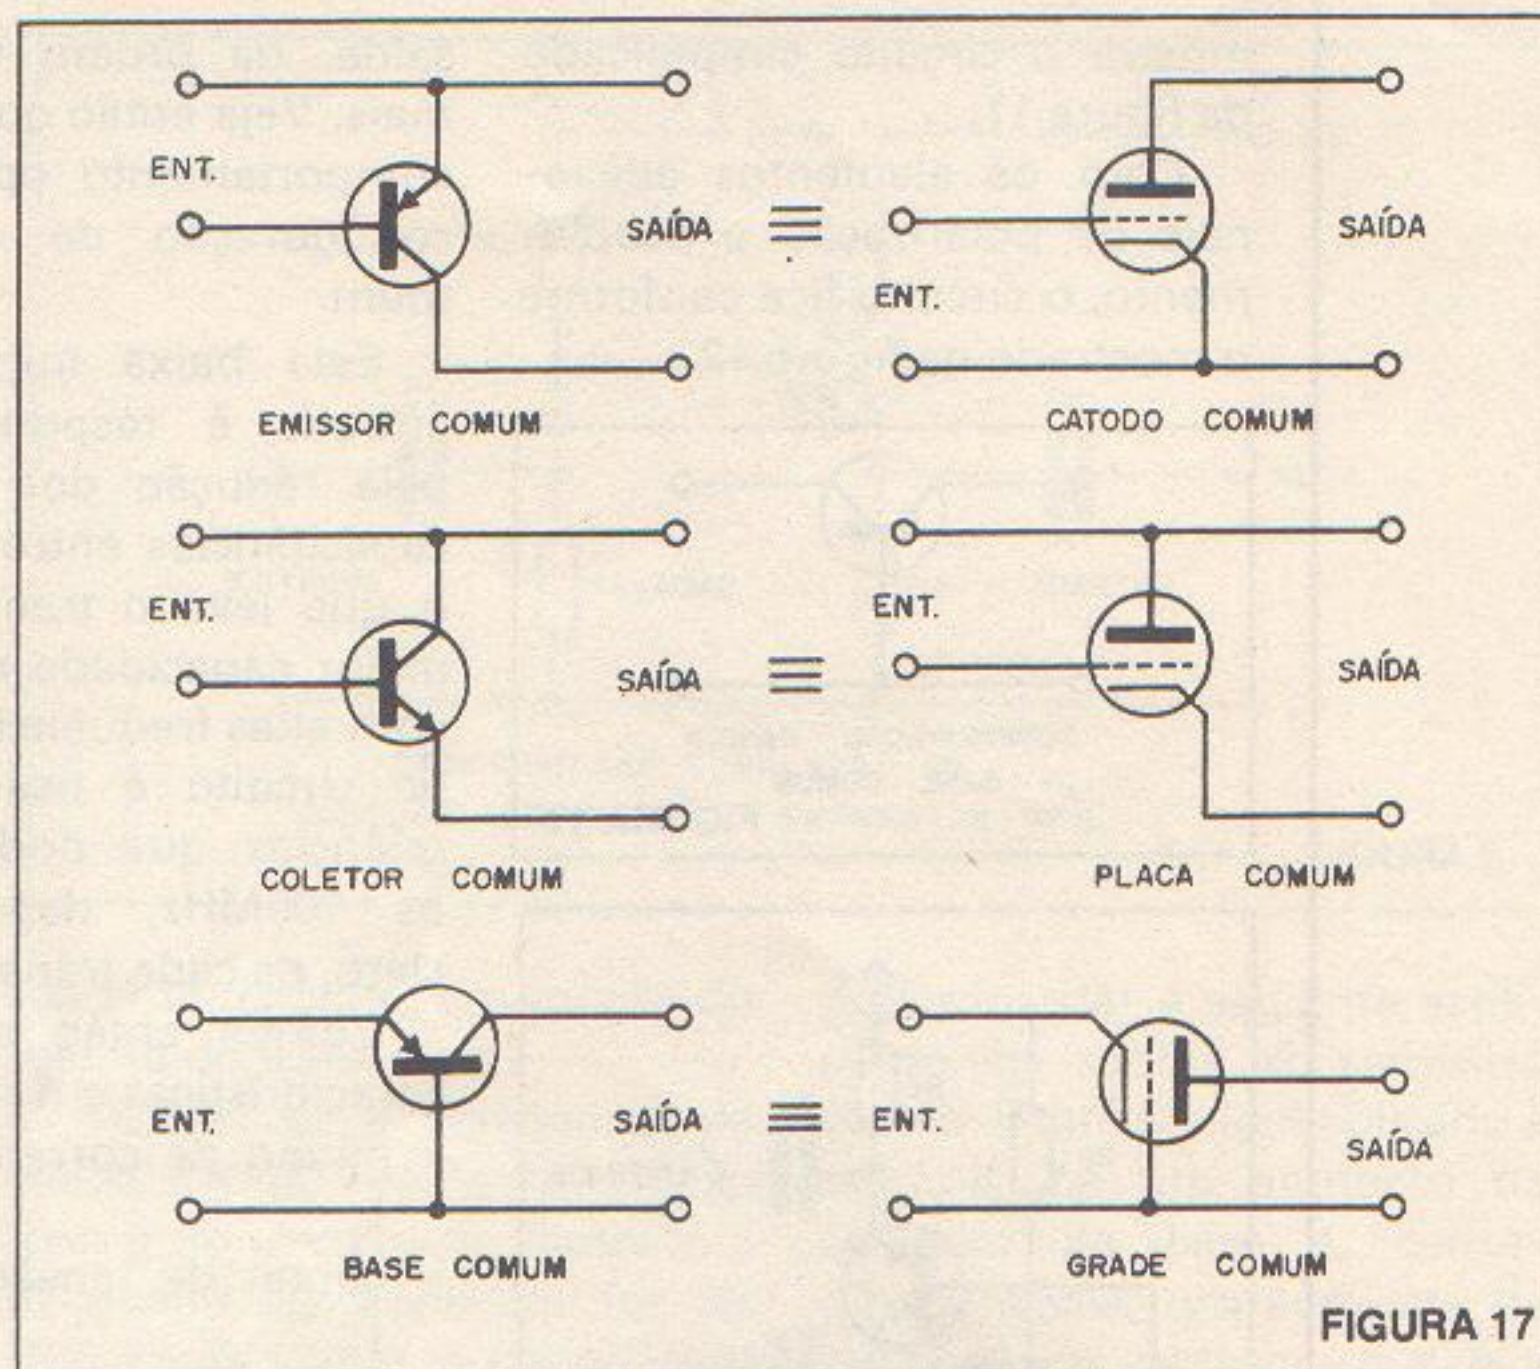 ENT.
SAÍDA
≡
ENT.
SAÍDA
EMISSOR COMUM
CATODO COMUM
ENT.
SAÍDA
≡
ENT.
SAÍDA
COLETOR COMUM
PLACA COMUM
ENT.
SAÍDA
≡
ENT.
SAÍDA
BASE COMUM
GRADE COMUM
FIGURA 17